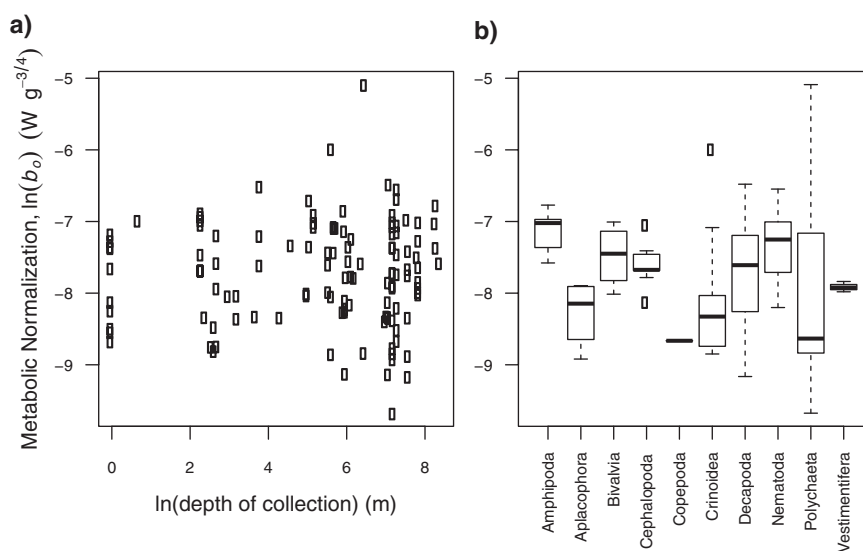 a)
Metabolic Normalization, ln(bₒ) (W g⁻³/⁴)
-5
-6
-7
-8
-9
0
2
4
6
8
ln(depth of collection) (m)
b)
-5
-6
-7
-8
-9
Amphipoda
Aplacophora
Bivalvia
Cephalopoda
Copepoda
Crinoidea
Decapoda
Nematoda
Polychaeta
Vestimentifera